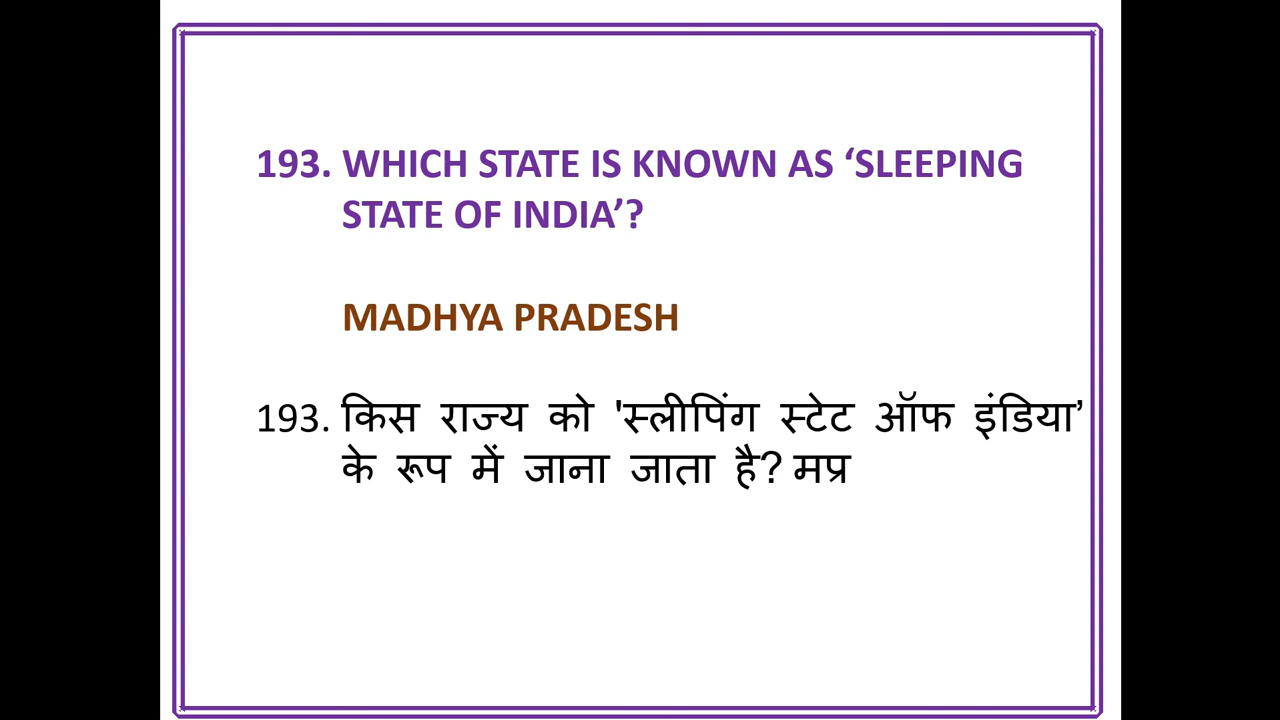 193. WHICH STATE IS KNOWN AS ‘SLEEPING
STATE OF INDIA’?
MADHYA PRADESH
193. किस राज्य को 'स्लीपिंग स्टेट ऑफ इंडिया’
के रूप में जाना जाता है? मप्र